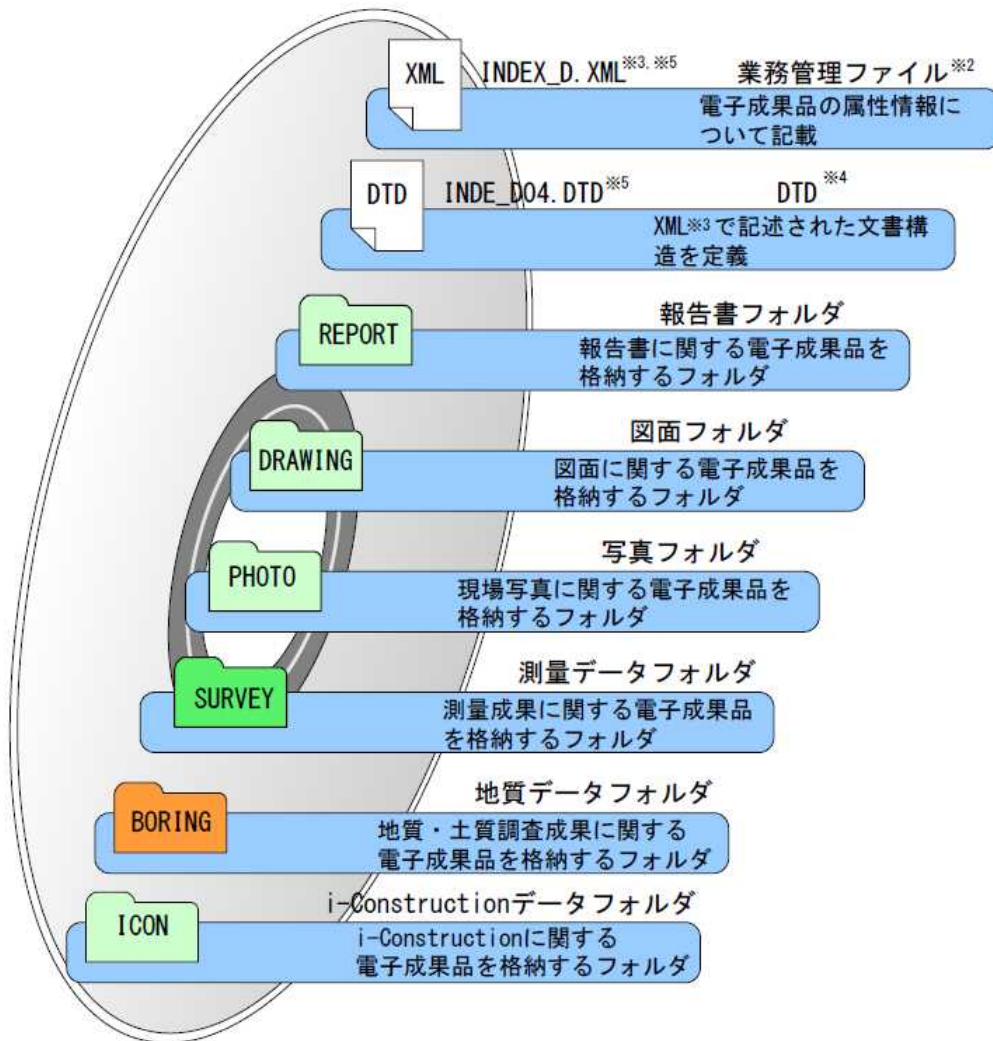 XML INDEX_D.XML※3,※5 業務管理ファイル※2
電子成果品の属性情報に
ついて記載
DTD INDE_D04.DTD※5 DTD※4
XML※3で記述された文書構
造を定義
報告書フォルダ
REPORT
報告書に関する電子成果品を
格納するフォルダ
図面フォルダ
DRAWING
図面に関する電子成果品を
格納するフォルダ
写真フォルダ
PHOTO
現場写真に関する電子成果品を
格納するフォルダ
測量データフォルダ
SURVEY
測量成果に関する電子成果品
を格納するフォルダ
地質データフォルダ
BORING
地質・土質調査成果に関する
電子成果品を格納するフォルダ
i-Constructionデータフォルダ
ICON
i-Constructionに関する
電子成果品を格納するフォルダ